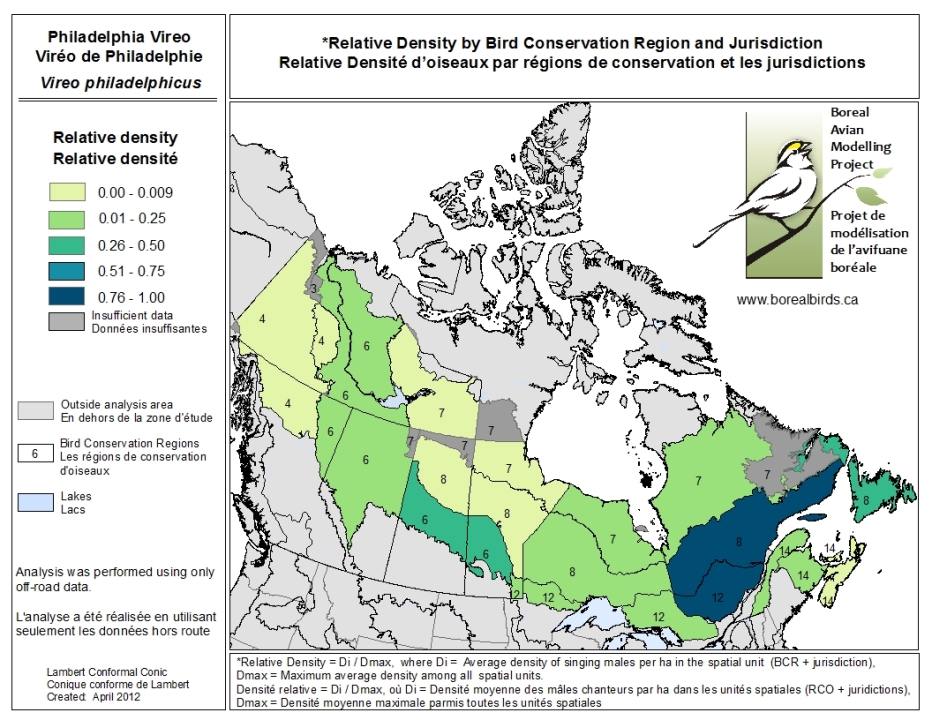 Philadelphia Vireo
Viréo de Philadelphie
Vireo philadelphicus
Relative density
Relative densité
0.00 - 0.009
0.01 - 0.25
0.26 - 0.50
0.51 - 0.75
0.76 - 1.00
Insufficient data
Données insuffisantes
Outside analysis area
En dehors de la zone d'étude
6
Bird Conservation Regions
Les régions de conservation
d'oiseaux
Lakes
Lacs
Analysis was performed using only
off-road data.
L'analyse a été réalisée en utilisant
seulement les données hors route
Lambert Conformal Conic
Conique conforme de Lambert
Created: April 2012
*Relative Density by Bird Conservation Region and Jurisdiction
Relative Densité d'oiseaux par régions de conservation et les jurisdictions
Boreal
Avian
Modelling
Project
Projet de
modélisation
de l'avifuane
boréale
www.borealbirds.ca
3
4
4
6
4
6
7
7
6
6
7
7
7
8
7
7
6
8
8
6
7
8
8
12
12
12
12
14
14
14
14
*Relative Density = Di / Dmax, where Di = Average density of singing males per ha in the spatial unit (BCR + jurisdiction),
Dmax = Maximum average density among all spatial units.
Densité relative = Di / Dmax, où Di = Densité moyenne des mâles chanteurs par ha dans les unités spatiales (RCO + juridictions),
Dmax = Densité moyenne maximale parmis toutes les unités spatiales